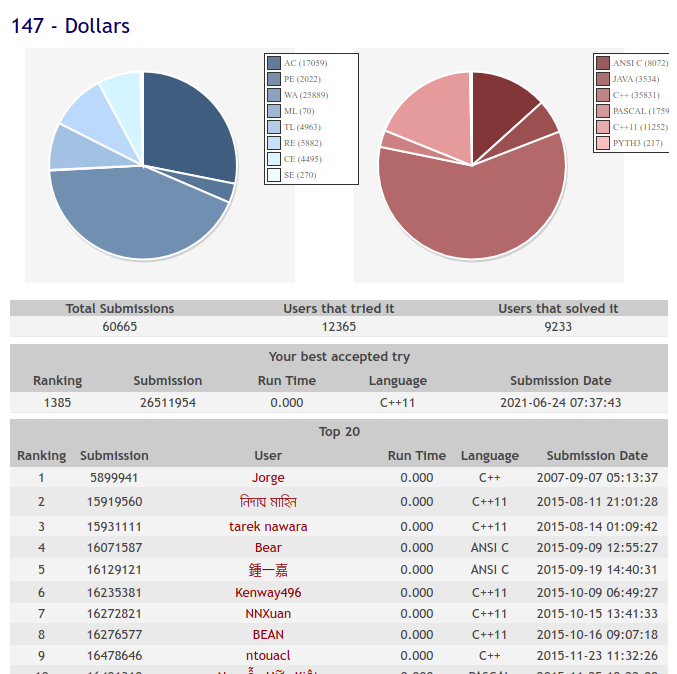 147 - Dollars
AC (17059)
PE (2022)
WA (25889)
ML (70)
TL (4963)
RE (5882)
CE (4495)
SE (270)
ANSI C (8072)
JAVA (3534)
C++ (35831)
PASCAL (1759
C++11 (11252)
PYTH3 (217)
Total Submissions Users that tried it Users that solved it
60665 12365 9233
Your best accepted try
Ranking Submission Run Time Language Submission Date
1385 26511954 0.000 C++11 2021-06-24 07:37:43
Top 20
Ranking Submission User Run Time Language Submission Date
1 5899941 Jorge 0.000 C++ 2007-09-07 05:13:37
2 15919560 নিদাঘ মাহিন 0.000 C++11 2015-08-11 21:01:28
3 15931111 tarek nawara 0.000 C++11 2015-08-14 01:09:42
4 16071587 Bear 0.000 ANSI C 2015-09-09 12:55:27
5 16129121 鍾一嘉 0.000 ANSI C 2015-09-19 14:40:31
6 16235381 Kenway496 0.000 C++11 2015-10-09 06:49:27
7 16272821 NNXuan 0.000 C++11 2015-10-15 13:41:33
8 16276577 BEAN 0.000 C++11 2015-10-16 09:07:18
9 16478646 ntouacl 0.000 C++ 2015-11-23 11:32:26